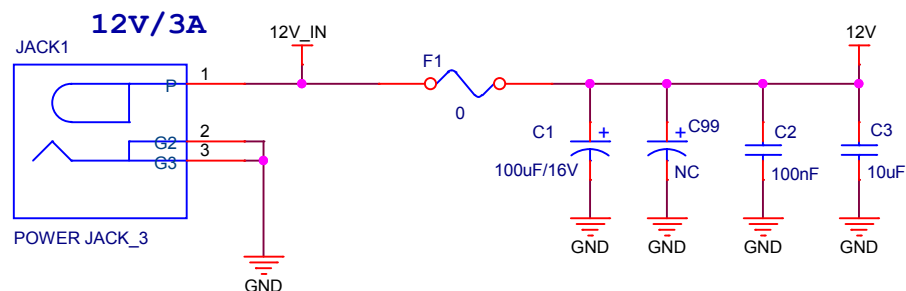 12V/3A
JACK1
12V_IN
12V
F1
1
P
0
2
G2
3
G3
C1
+
100uF/16V
C99
+
NC
C2
100nF
C3
10uF
POWER JACK_3
GND
GND
GND
GND
GND